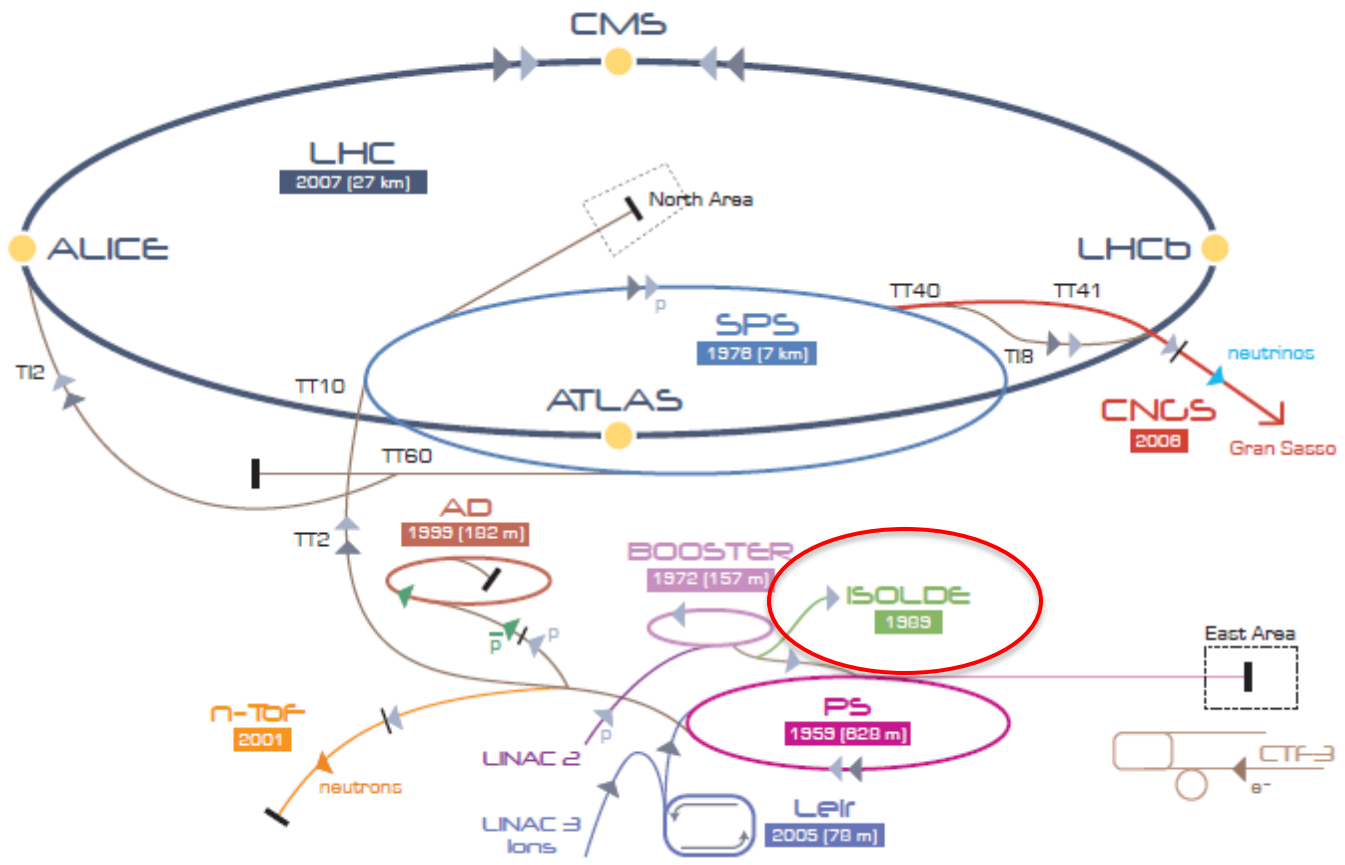 CMS
LHC
2007 (27 km)
North Area
ALICE
LHCb
TT40
TT41
p
SPS
1976 (7 km)
TI8
neutrinos
TI2
TT10
ATLAS
CNGS
2006
Gran Sasso
TT60
AD
1999 (182 m)
TT2
BOOSTER
1972 (157 m)
ISOLDE
1989
p̅
p
East Area
n-ToF
2001
PS
1959 (628 m)
p
LINAC 2
CTF-3
e-
neutrons
LINAC 3
Ions
Leir
2005 (78 m)